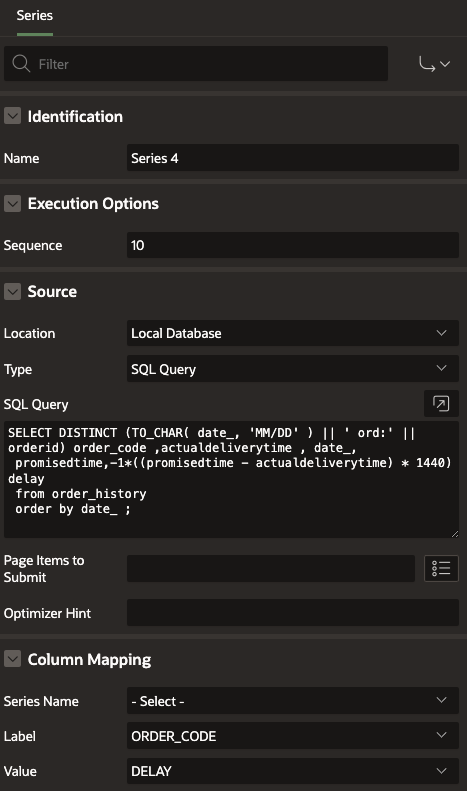 Series
Filter
Identification
Name Series 4
Execution Options
Sequence 10
Source
Location Local Database
Type SQL Query
SQL Query
SELECT DISTINCT (TO_CHAR( date_, 'MM/DD' ) || ' ord:' ||
orderid) order_code ,actualdeliverytime , date_,
promisedtime,-1*((promisedtime - actualdeliverytime) * 1440)
delay
from order_history
order by date_ ;
Page Items to
Submit
Optimizer Hint
Column Mapping
Series Name - Select -
Label ORDER_CODE
Value DELAY